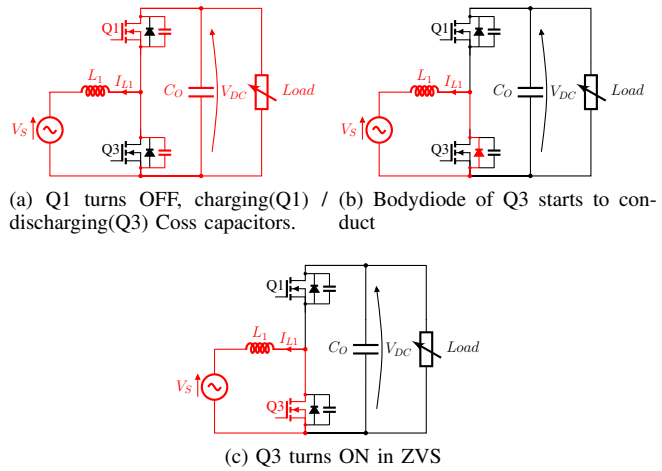 Q1
L1
IL1
CO
VDC
Load
VS
Q3
(a) Q1 turns OFF, charging(Q1) /
discharging(Q3) Coss capacitors.
Q1
L1
IL1
CO
VDC
Load
VS
Q3
(b) Bodydiode of Q3 starts to con-
duct
Q1
L1
IL1
CO
VDC
Load
VS
Q3
(c) Q3 turns ON in ZVS